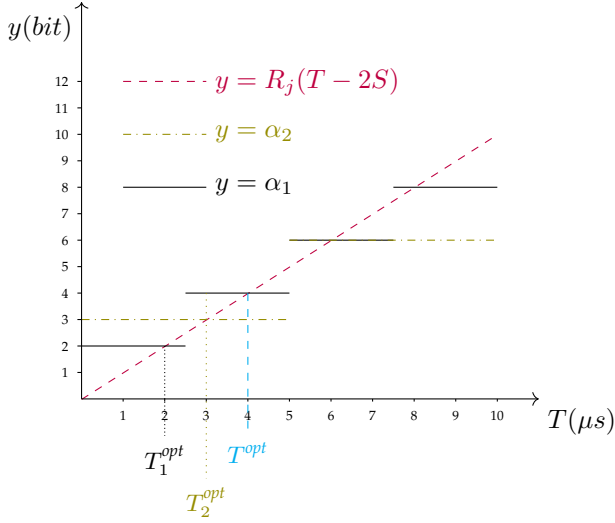 y(bit)
12
11
10
9
8
7
6
5
4
3
2
1
y = R_j(T − 2S)
y = α_2
y = α_1
1 2 3 4 5 6 7 8 9 10
T(μs)
T_1^{opt}
T^{opt}
T_2^{opt}